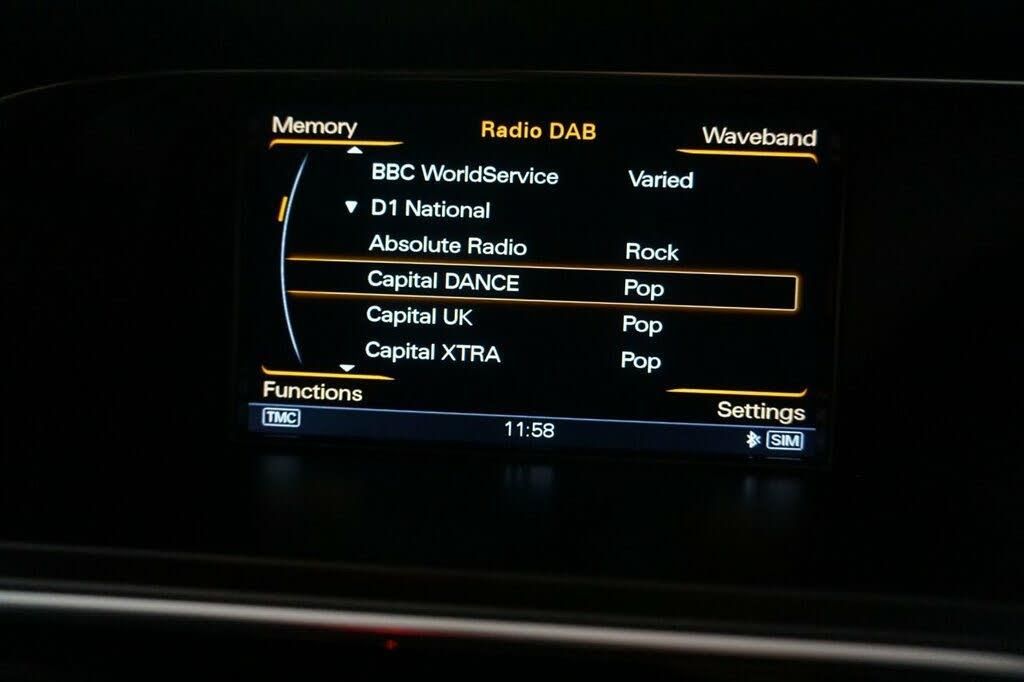 Memory Radio DAB Waveband
BBC WorldService Varied
D1 National
Absolute Radio Rock
Capital DANCE Pop
Capital UK Pop
Capital XTRA Pop
Functions Settings
TMC 11:58 SIM